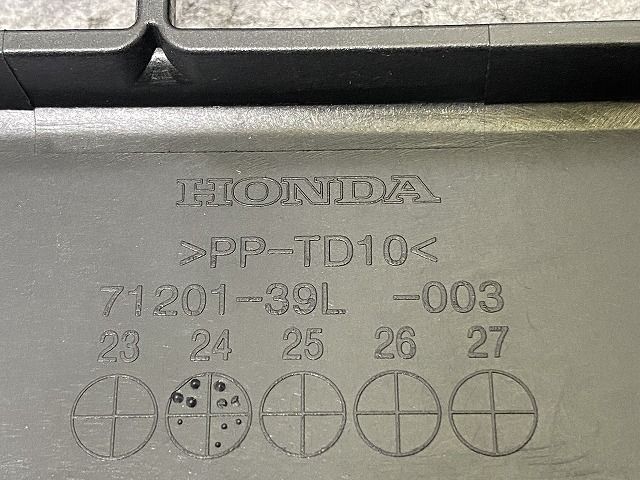 HONDA
>PP-TD10<
71201-39L -003
23 24 25 26 27